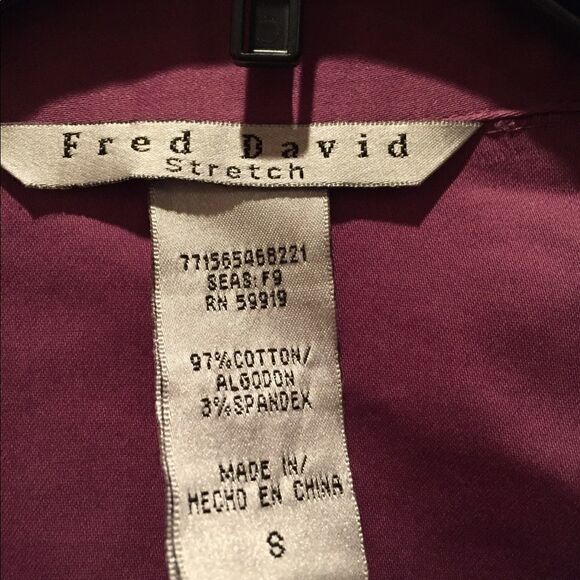 Fred David
Stretch
771565468221
SEAS: F9
RN 59919
97%COTTON/
ALGODON
3%SPANDEX
MADE IN/
HECHO EN CHINA
S